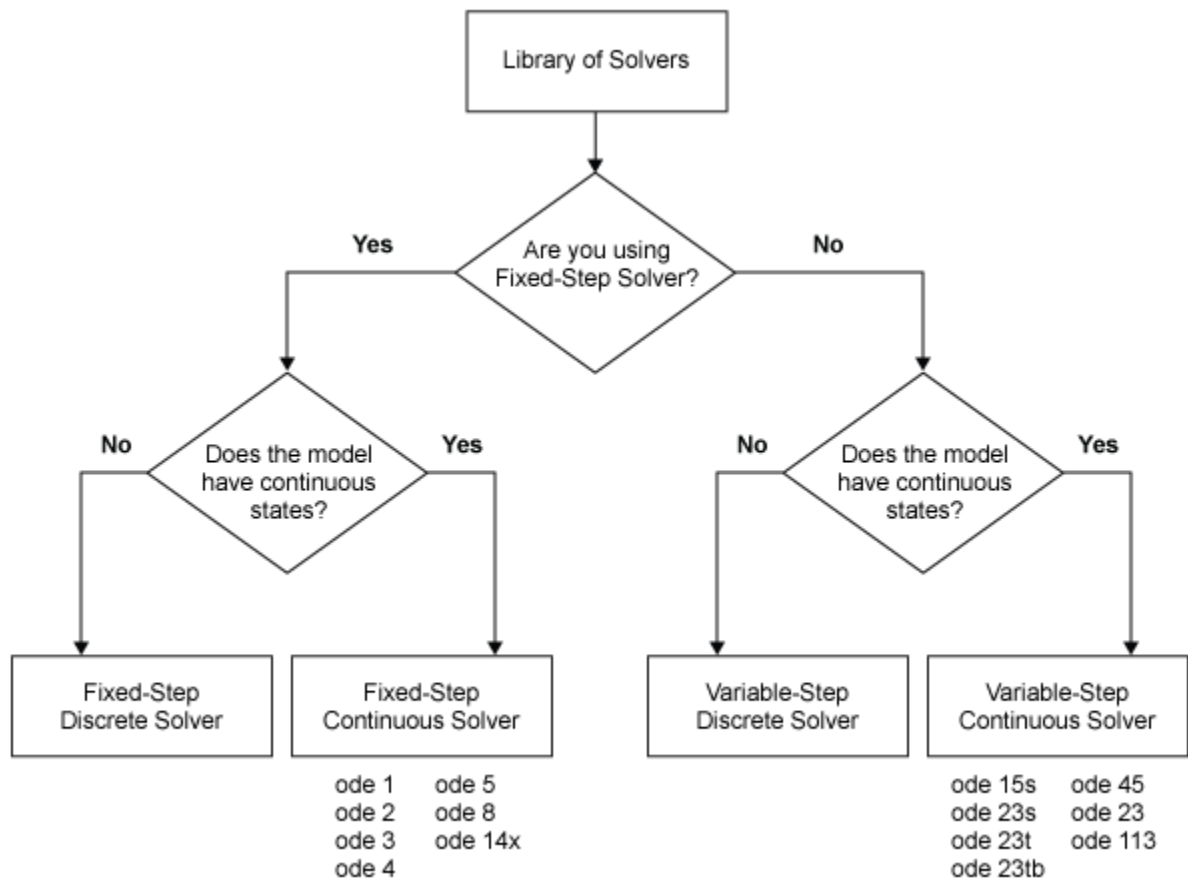 Library of Solvers
Yes
Are you using
Fixed-Step Solver?
No
No
Does the model
have continuous
states?
Yes
No
Does the model
have continuous
states?
Yes
Fixed-Step
Discrete Solver
Fixed-Step
Continuous Solver
Variable-Step
Discrete Solver
Variable-Step
Continuous Solver
ode 1 ode 5
ode 2 ode 8
ode 3 ode 14x
ode 4
ode 15s ode 45
ode 23s ode 23
ode 23t ode 113
ode 23tb